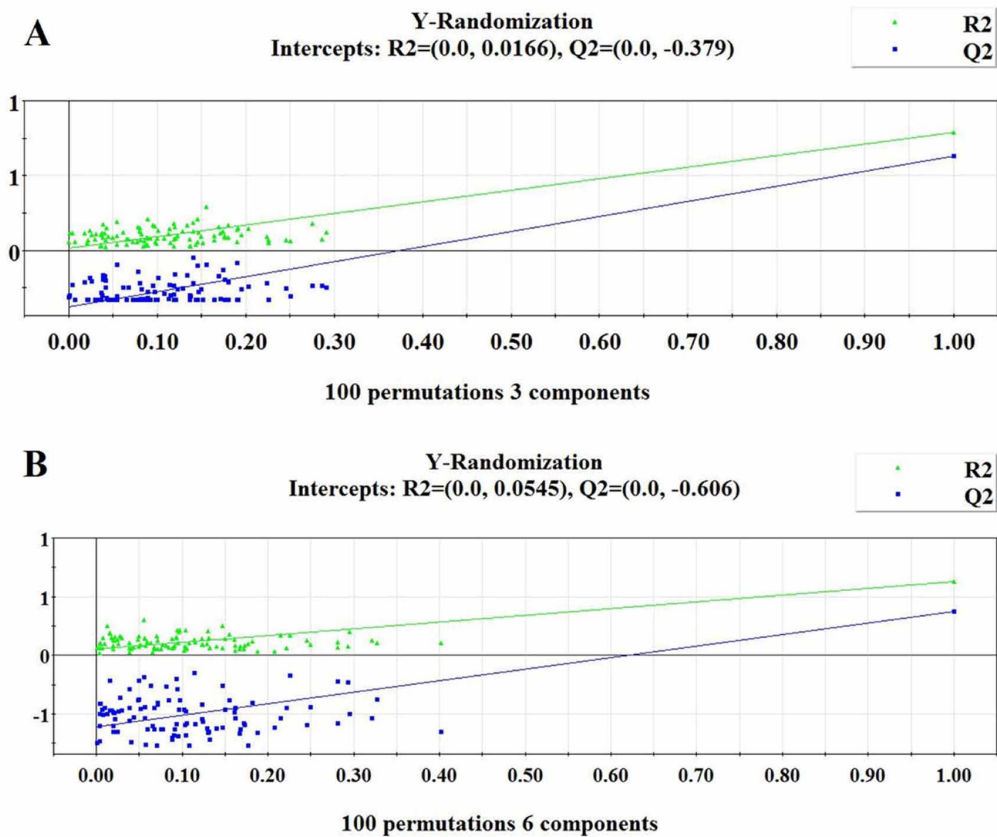 A
Y-Randomization
Intercepts: R2=(0.0, 0.0166), Q2=(0.0, -0.379)
R2
Q2
1
1
0
0.00 0.10 0.20 0.30 0.40 0.50 0.60 0.70 0.80 0.90 1.00
100 permutations 3 components
B
Y-Randomization
Intercepts: R2=(0.0, 0.0545), Q2=(0.0, -0.606)
R2
Q2
1
1
0
-1
0.00 0.10 0.20 0.30 0.40 0.50 0.60 0.70 0.80 0.90 1.00
100 permutations 6 components